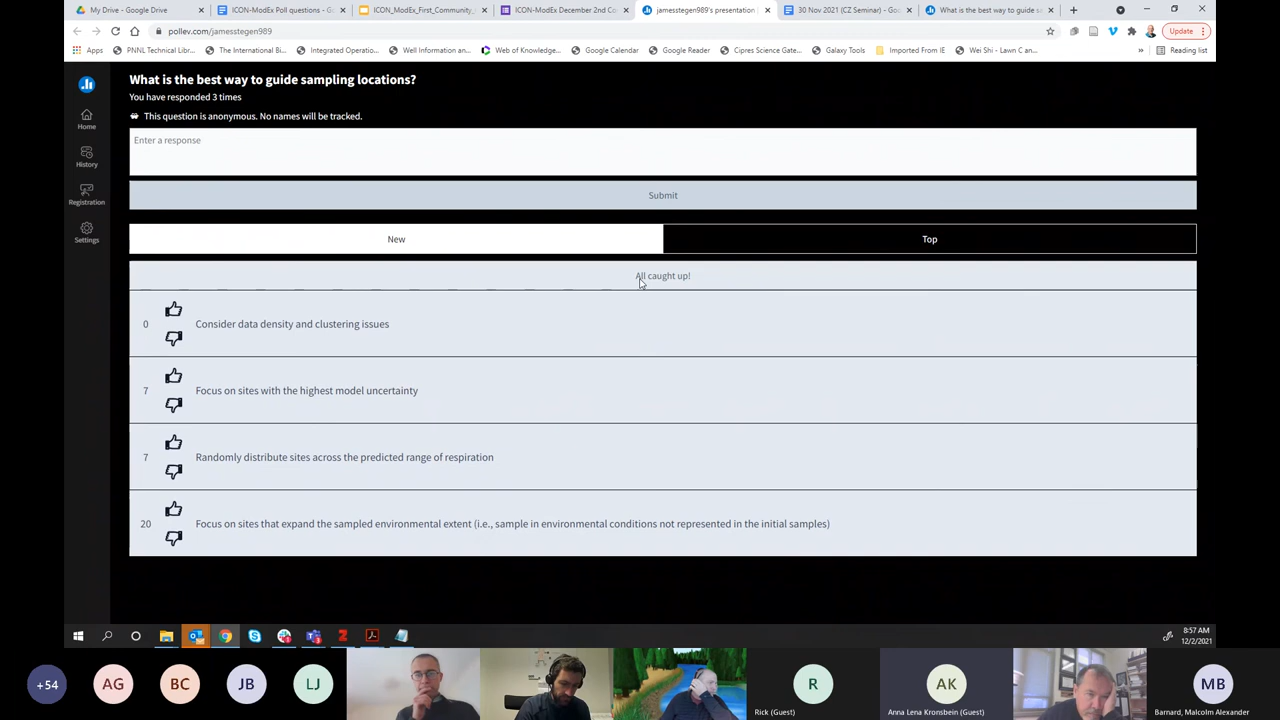 My Drive - Google Drive
ICON-ModEx Poll questions - Goo
ICON_ModEx_First_Community_
ICON-ModEx December 2nd Co
jamesstegen989's presentation
30 Nov 2021 (CZ Seminar) - Goo
What is the best way to guide s
pollev.com/jamesstegen989
Update
Apps
PNNL Technical Libr...
The International Bi...
Integrated Operatio...
Well Information an...
Web of Knowledge...
Google Calendar
Google Reader
Cipres Science Gate...
Galaxy Tools
Imported From IE
Wei Shi - Lawn C an...
»
Reading list
What is the best way to guide sampling locations?
You have responded 3 times
This question is anonymous. No names will be tracked.
Home
History
Registration
Settings
Enter a response
Submit
New
Top
All caught up!
0 Consider data density and clustering issues
7 Focus on sites with the highest model uncertainty
7 Randomly distribute sites across the predicted range of respiration
20 Focus on sites that expand the sampled environmental extent (i.e., sample in environmental conditions not represented in the initial samples)
8:57 AM
12/2/2021
+54
AG
BC
JB
LJ
R
Rick (Guest)
AK
Anna Lena Kronsbein (Guest)
MB
Barnard, Malcolm Alexander